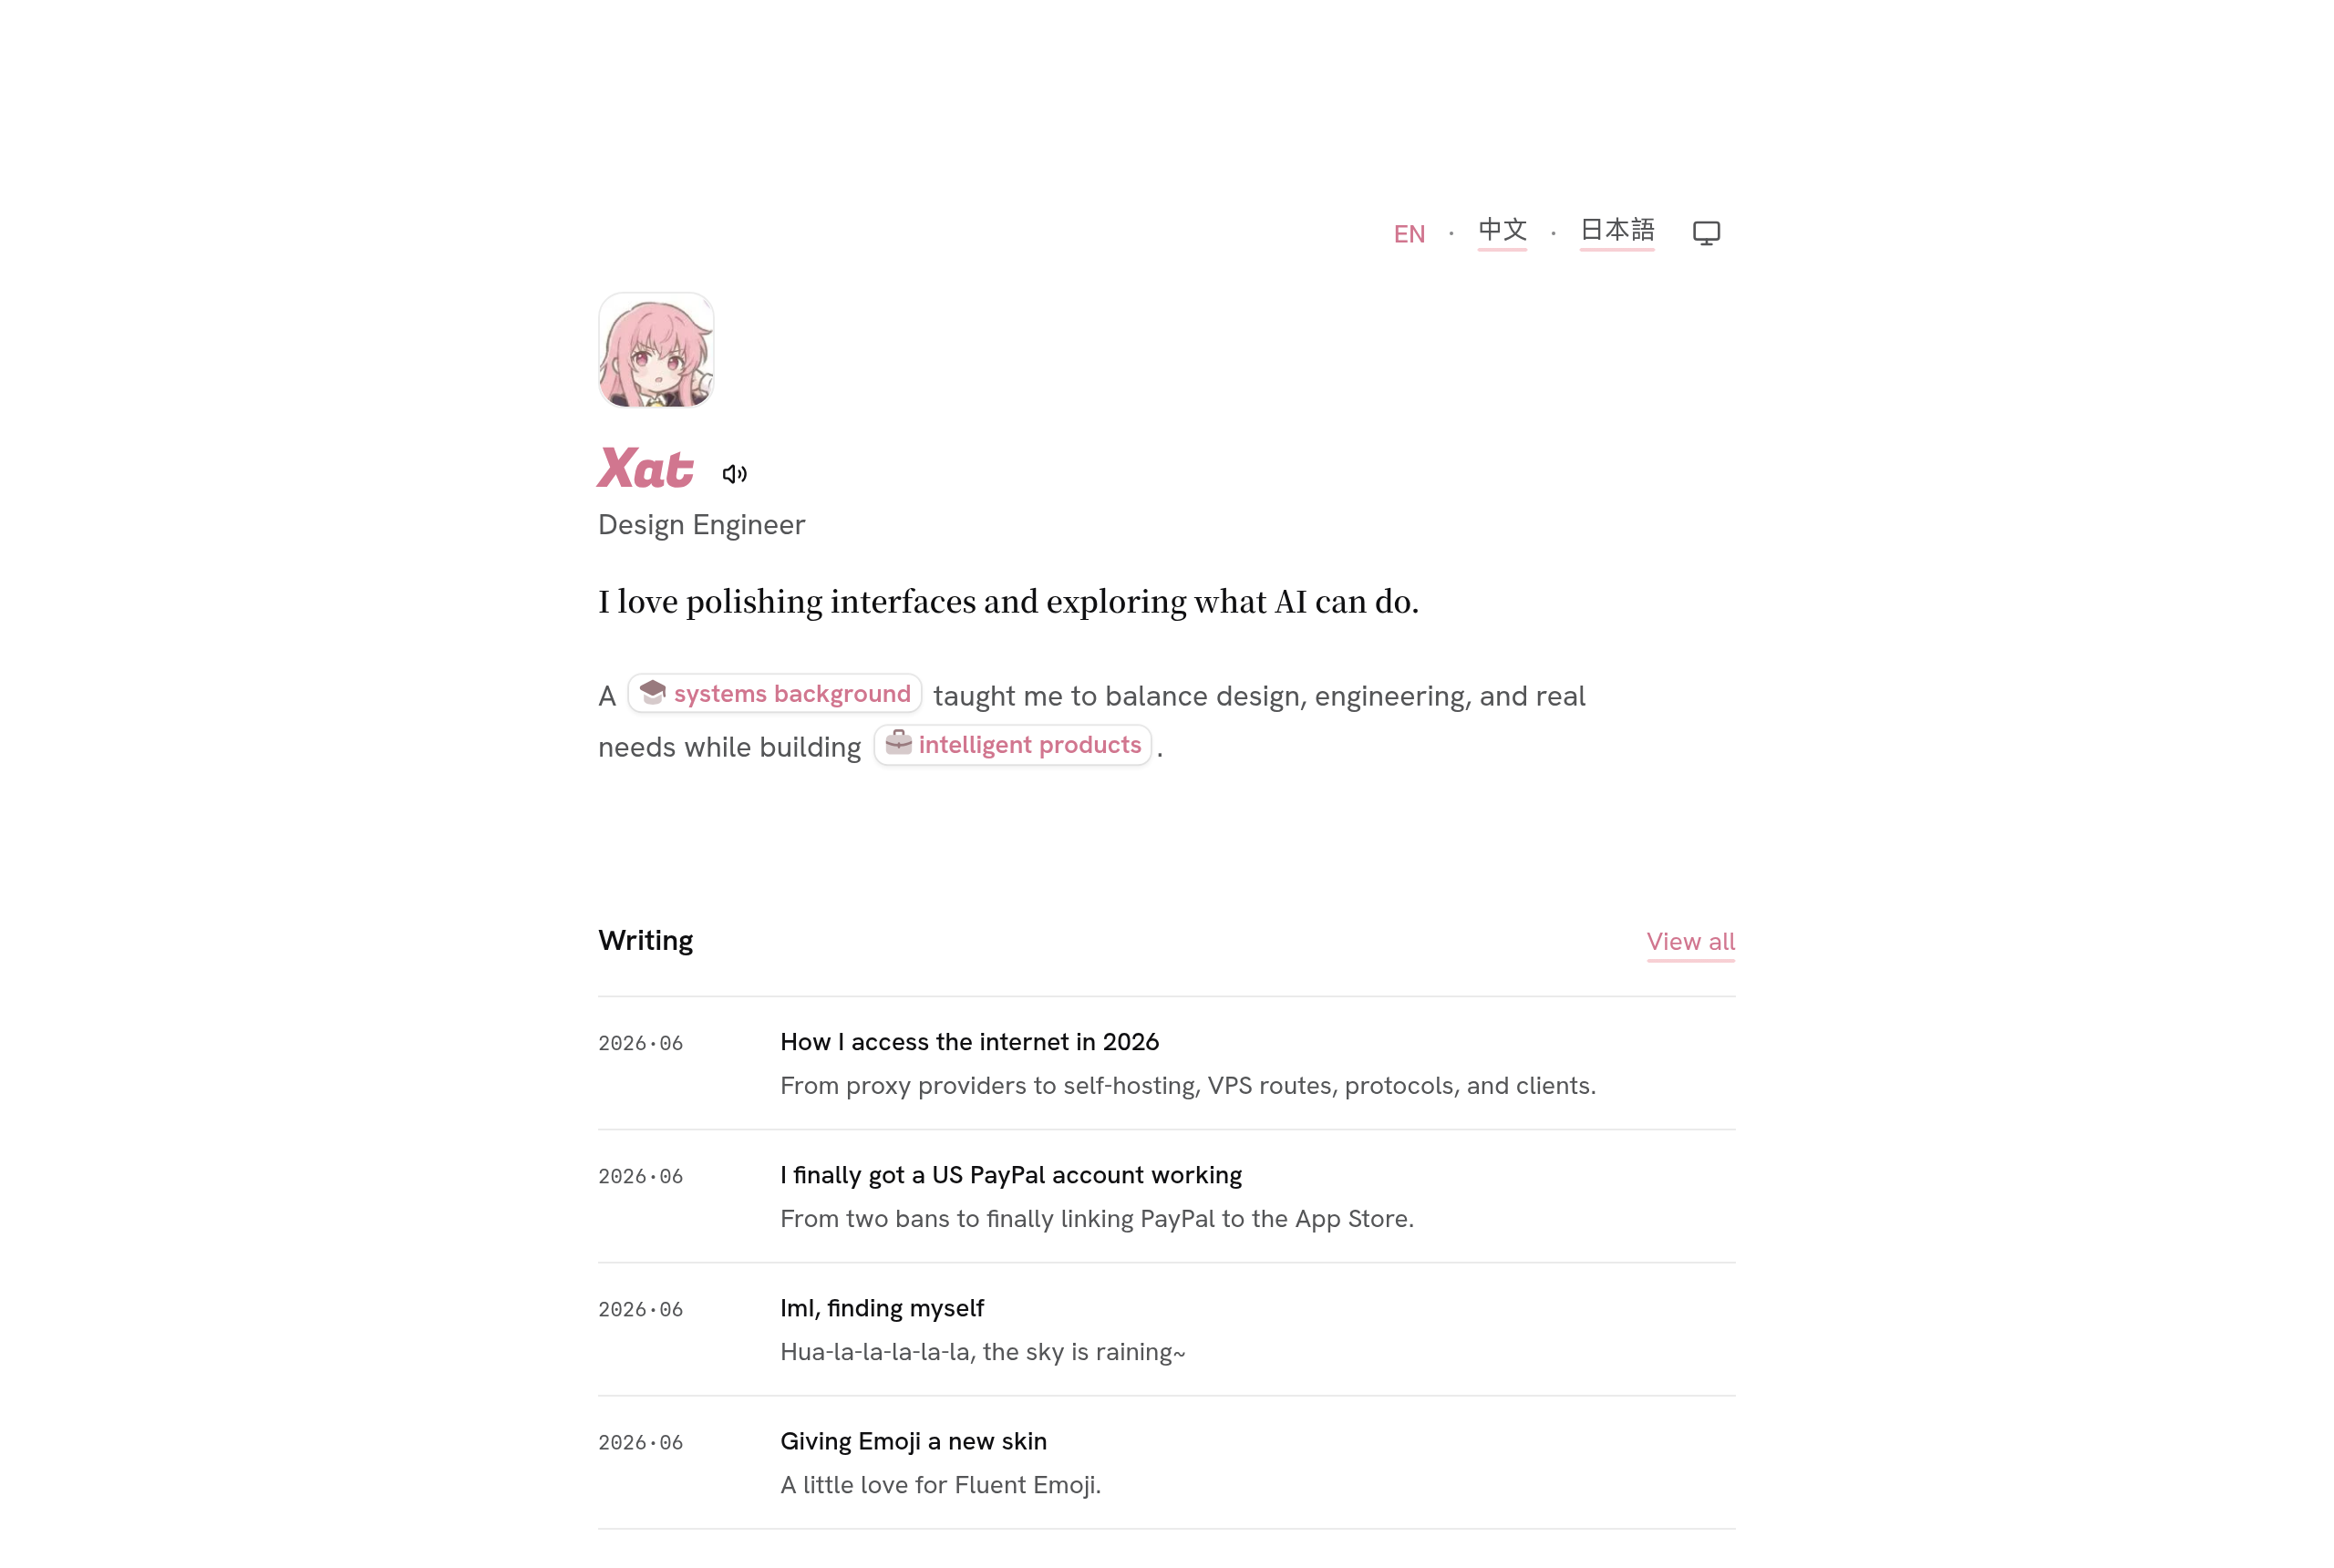 EN · 中文 · 日本語
Xat
Design Engineer
I love polishing interfaces and exploring what AI can do.
A systems background taught me to balance design, engineering, and real
needs while building intelligent products.
Writing View all
2026·06 How I access the internet in 2026
From proxy providers to self-hosting, VPS routes, protocols, and clients.
2026·06 I finally got a US PayPal account working
From two bans to finally linking PayPal to the App Store.
2026·06 Iml, finding myself
Hua-la-la-la-la-la, the sky is raining~
2026·06 Giving Emoji a new skin
A little love for Fluent Emoji.